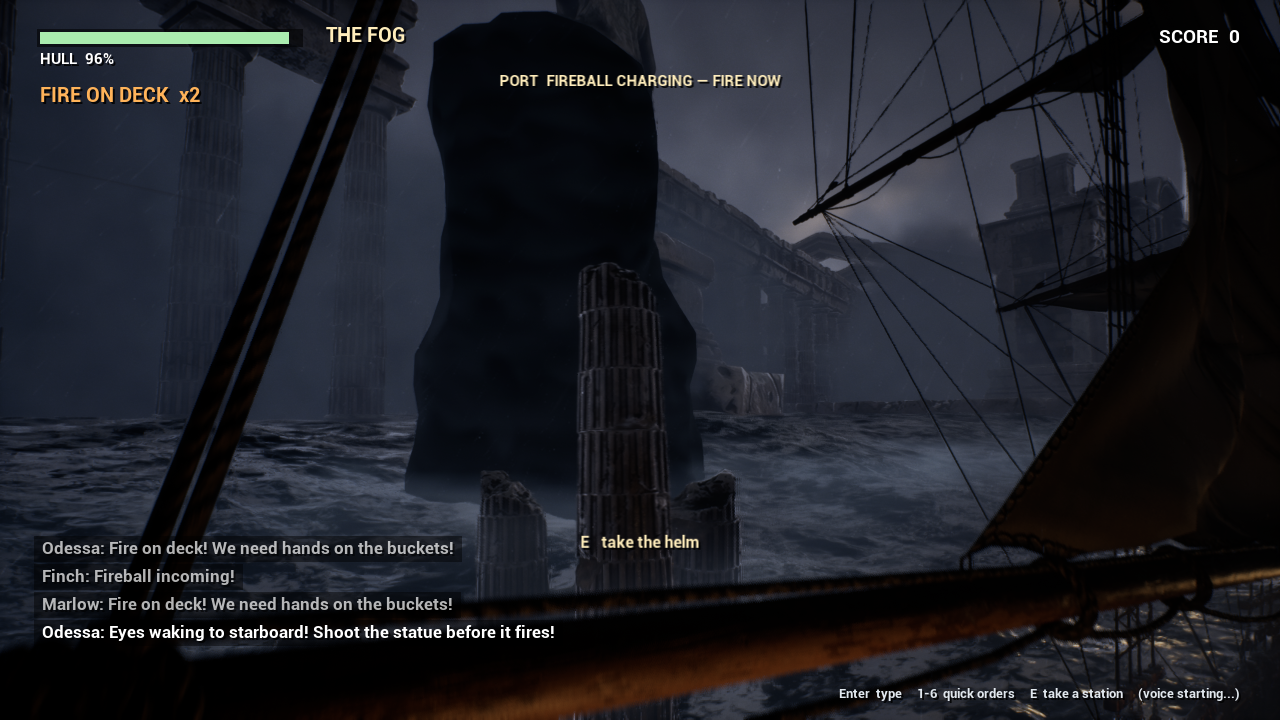 THE FOG
SCORE 0
HULL 96%
PORT FIREBALL CHARGING — FIRE NOW
FIRE ON DECK x2
E take the helm
Odessa: Fire on deck! We need hands on the buckets!
Finch: Fireball incoming!
Marlow: Fire on deck! We need hands on the buckets!
Odessa: Eyes waking to starboard! Shoot the statue before it fires!
Enter type 1-6 quick orders E take a station (voice starting...)